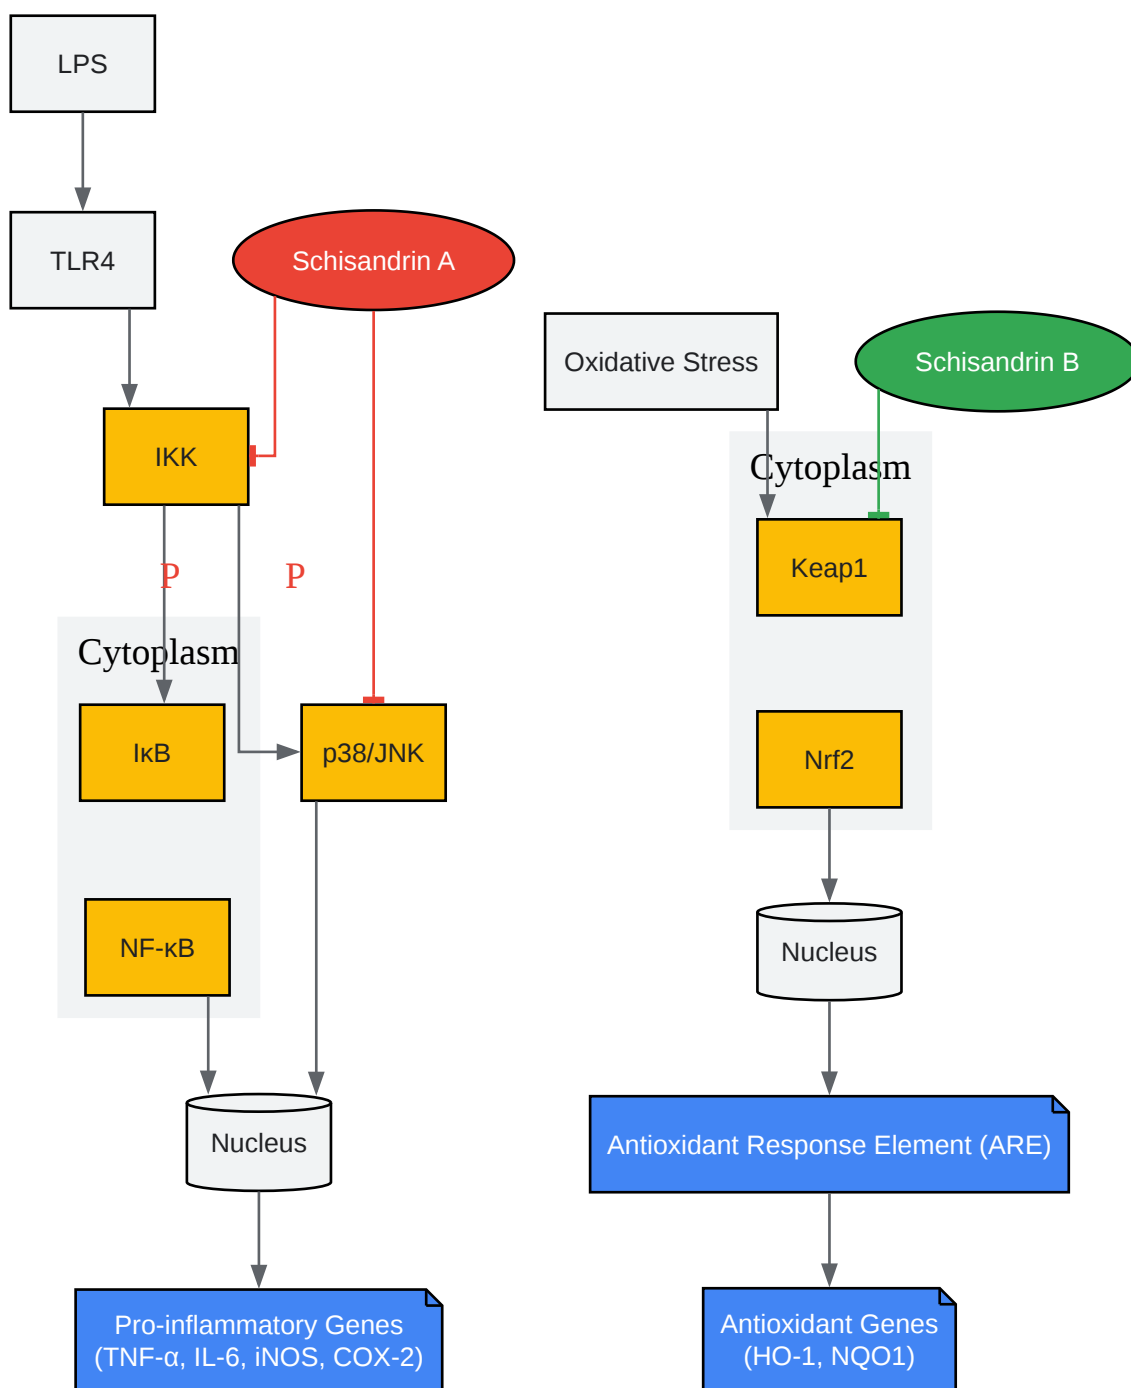 LPS
TLR4
Schisandrin A
Oxidative Stress
Schisandrin B
IKK
Cytoplasm
Keap1
P
P
Cytoplasm
IκB
p38/JNK
Nrf2
NF-κB
Nucleus
Nucleus
Antioxidant Response Element (ARE)
Pro-inflammatory Genes
(TNF-α, IL-6, iNOS, COX-2)
Antioxidant Genes
(HO-1, NQO1)